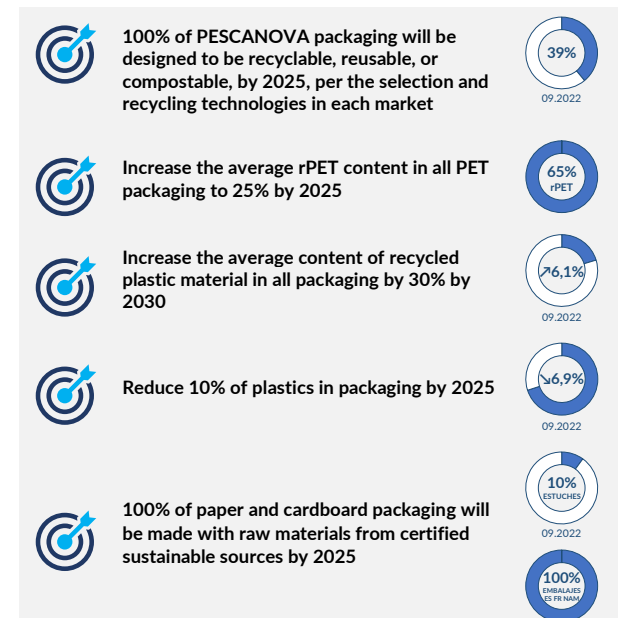 100% of PESCANOVA packaging will be
designed to be recyclable, reusable, or
compostable, by 2025, per the selection and
recycling technologies in each market
39%
09.2022
Increase the average rPET content in all PET
packaging to 25% by 2025
65%
rPET
Increase the average content of recycled
plastic material in all packaging by 30% by
2030
↗6,1%
09.2022
Reduce 10% of plastics in packaging by 2025
↘6,9%
09.2022
100% of paper and cardboard packaging will
be made with raw materials from certified
sustainable sources by 2025
10%
ESTUCHES
09.2022
100%
EMBALAJES
ES FR NAM